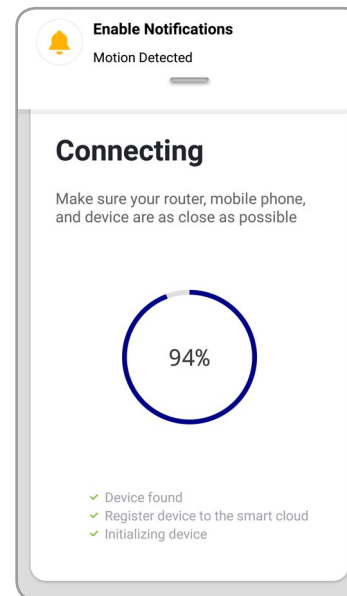 Enable Notifications
Motion Detected
Connecting
Make sure your router, mobile phone,
and device are as close as possible
94%
Device found
Register device to the smart cloud
Initializing device